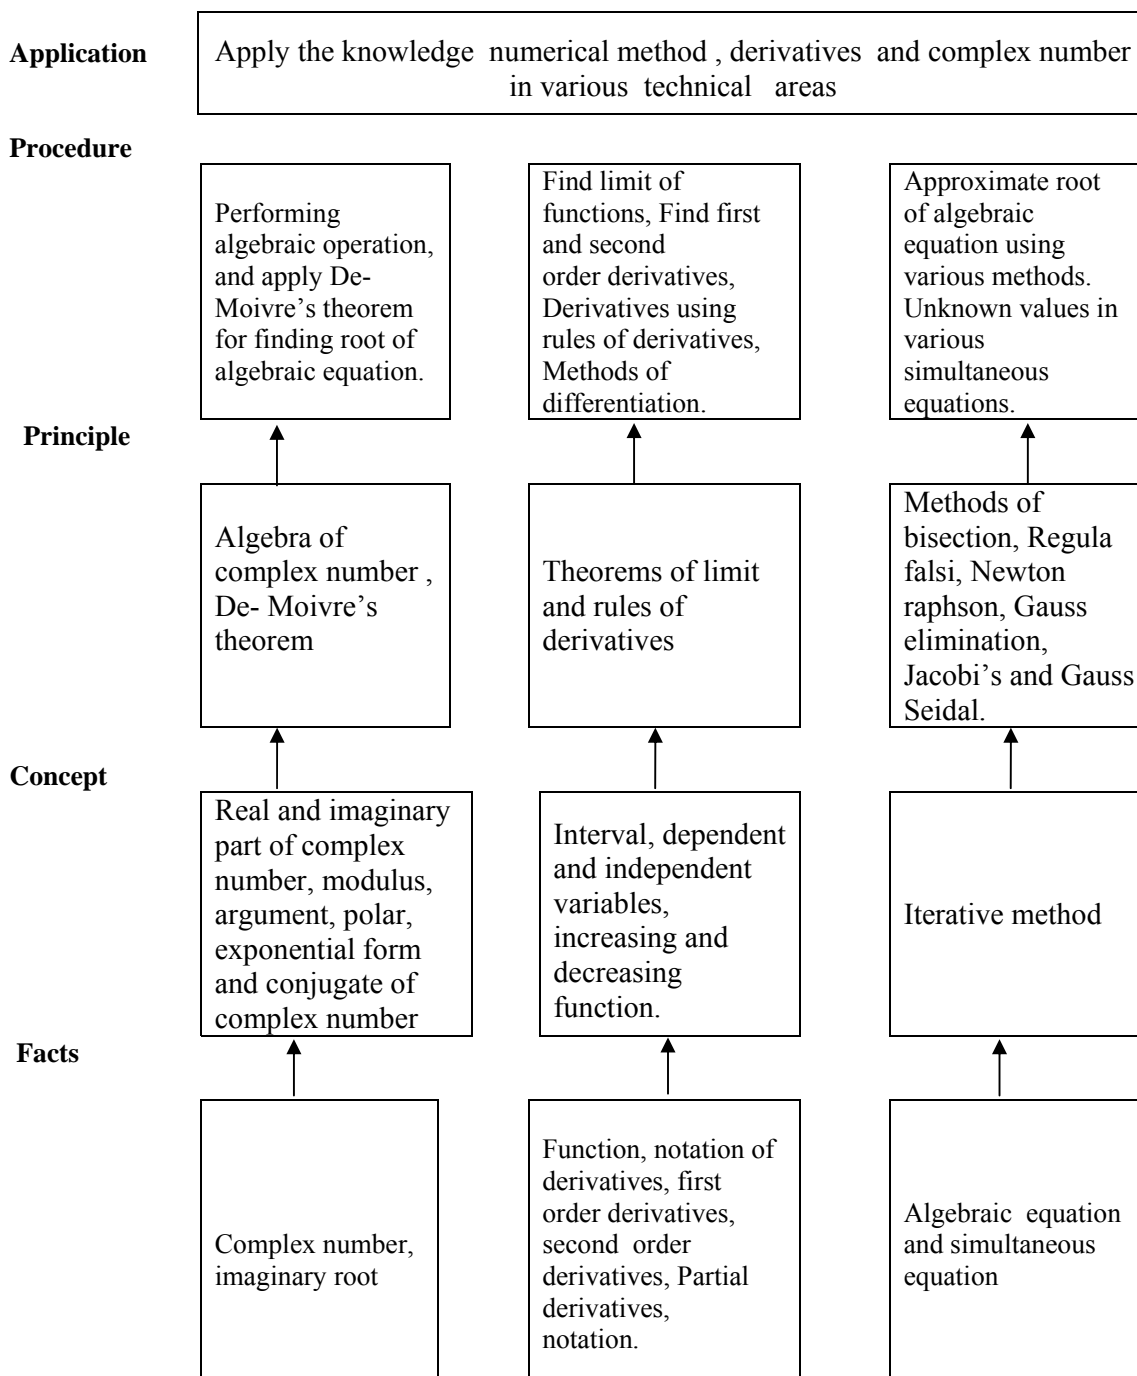 Application
Apply the knowledge numerical method , derivatives and complex number
in various technical areas
Procedure
Performing
algebraic operation,
and apply De-
Moivre’s theorem
for finding root of
algebraic equation.
Find limit of
functions, Find first
and second
order derivatives,
Derivatives using
rules of derivatives,
Methods of
differentiation.
Approximate root
of algebraic
equation using
various methods.
Unknown values in
various
simultaneous
equations.
Principle
Algebra of
complex number ,
De- Moivre’s
theorem
Theorems of limit
and rules of
derivatives
Methods of
bisection, Regula
falsi, Newton
raphson, Gauss
elimination,
Jacobi’s and Gauss
Seidal.
Concept
Real and imaginary
part of complex
number, modulus,
argument, polar,
exponential form
and conjugate of
complex number
Interval, dependent
and independent
variables,
increasing and
decreasing
function.
Iterative method
Facts
Complex number,
imaginary root
Function, notation of
derivatives, first
order derivatives,
second order
derivatives, Partial
derivatives,
notation.
Algebraic equation
and simultaneous
equation